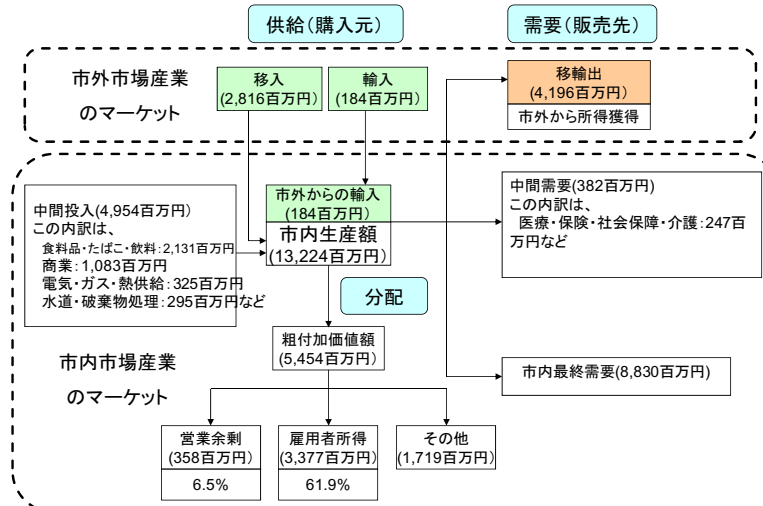 供給（購入元）
需要（販売先）
市外市場産業
のマーケット
移入
(2,816百万円)
輸入
(184百万円)
移輸出
(4,196百万円)
市外から所得獲得
中間投入(4,954百万円)
この内訳は、
食料品・たばこ・飲料：2,131百万円
商業：1,083百万円
電気・ガス・熱供給：325百万円
水道・破棄物処理：295百万円など
市外からの輸入
(184百万円)
市内生産額
(13,224百万円)
中間需要(382百万円)
この内訳は、
医療・保険・社会保障・介護：247百
万円など
分配
粗付加価値額
(5,454百万円)
市内市場産業
のマーケット
市内最終需要(8,830百万円)
営業余剰
(358百万円)
6.5%
雇用者所得
(3,377百万円)
61.9%
その他
(1,719百万円)